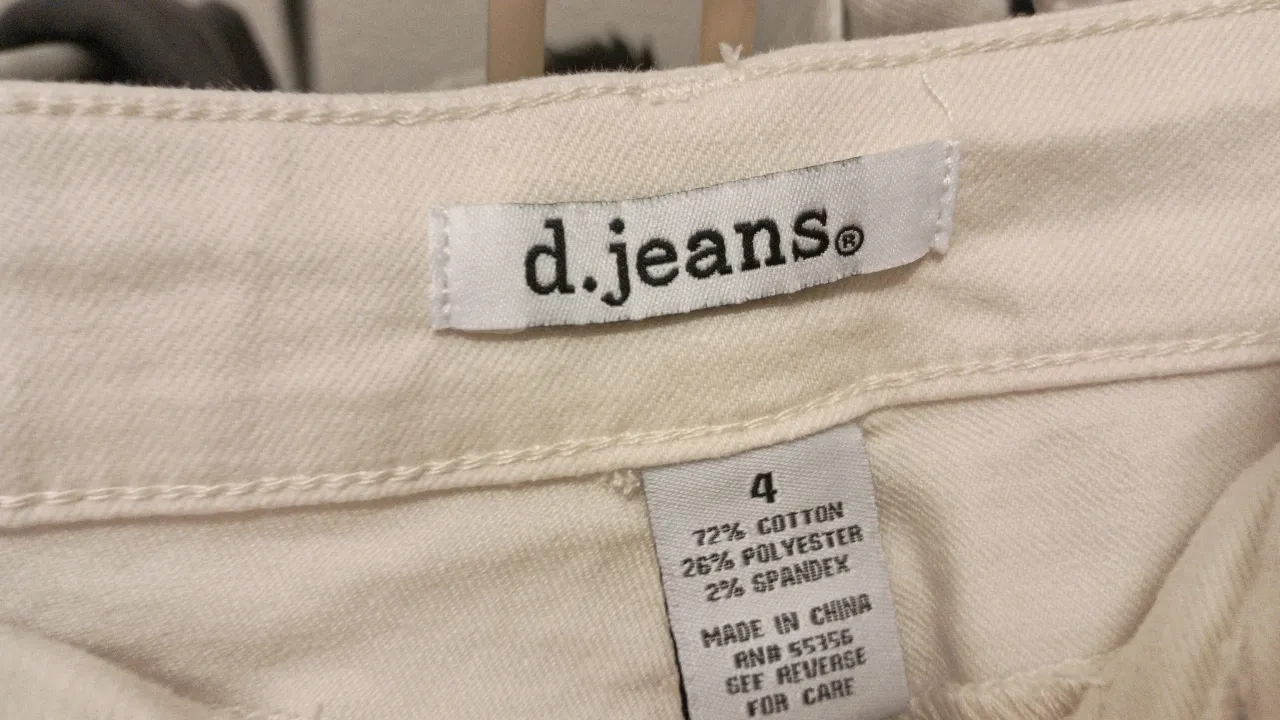 d.jeans®
4
72% COTTON
26% POLYESTER
2% SPANDEX
MADE IN CHINA
RN# 55356
SEE REVERSE
FOR CARE